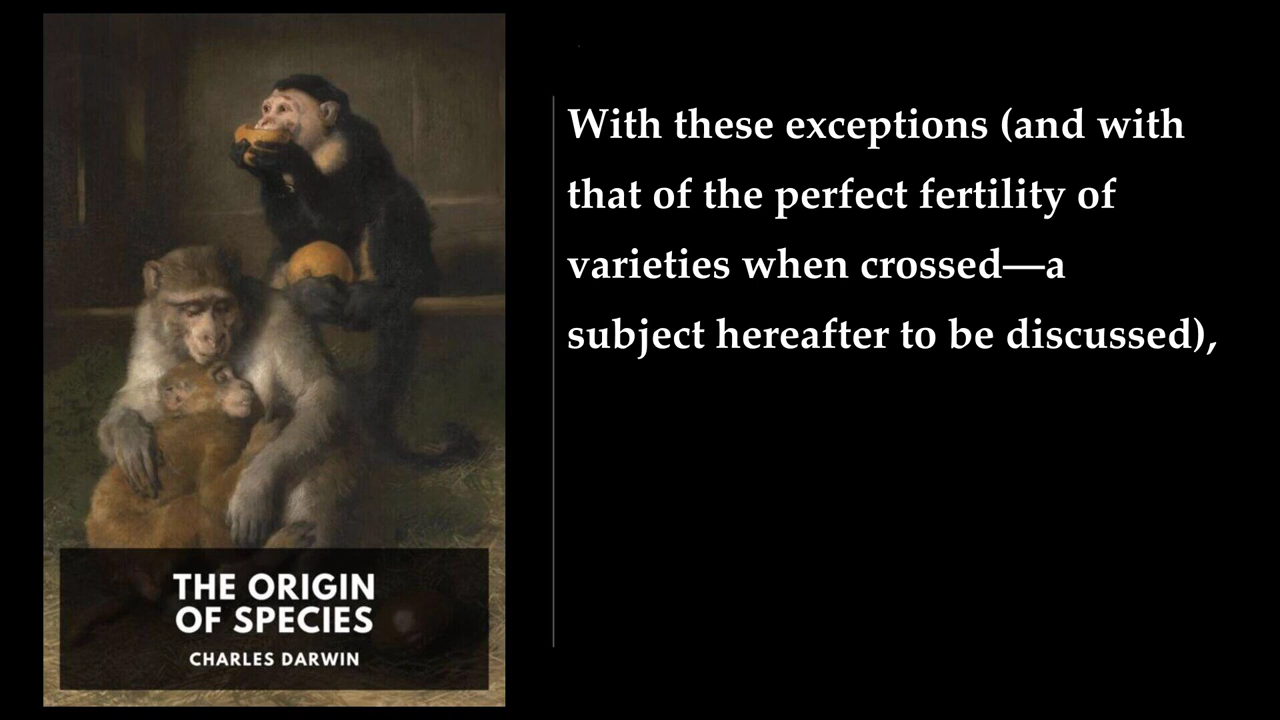 THE ORIGIN
OF SPECIES
CHARLES DARWIN
With these exceptions (and with
that of the perfect fertility of
varieties when crossed—a
subject hereafter to be discussed),